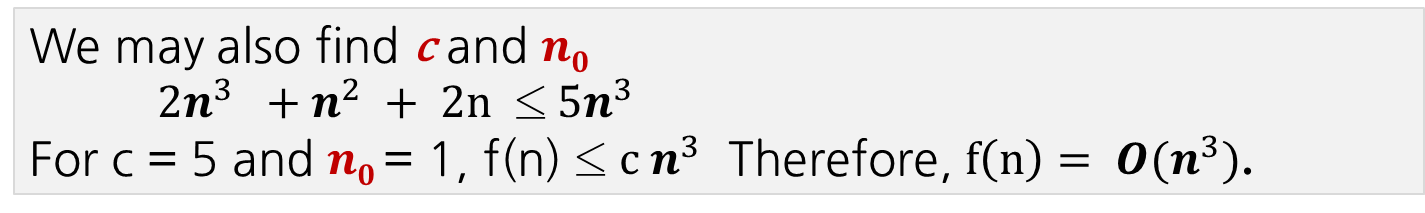 We may also find c and n₀
2n³ + n² + 2n ≤ 5n³
For c = 5 and n₀ = 1, f(n) ≤ c n³ Therefore, f(n) = O(n³).